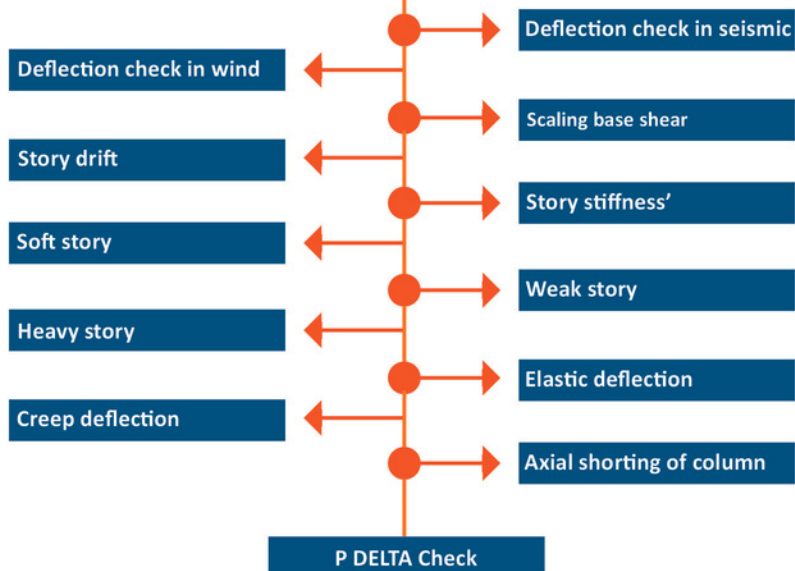 Deflection check in seismic
Deflection check in wind
Scaling base shear
Story drift
Story stiffness’
Soft story
Weak story
Heavy story
Elastic deflection
Creep deflection
Axial shorting of column
P DELTA Check